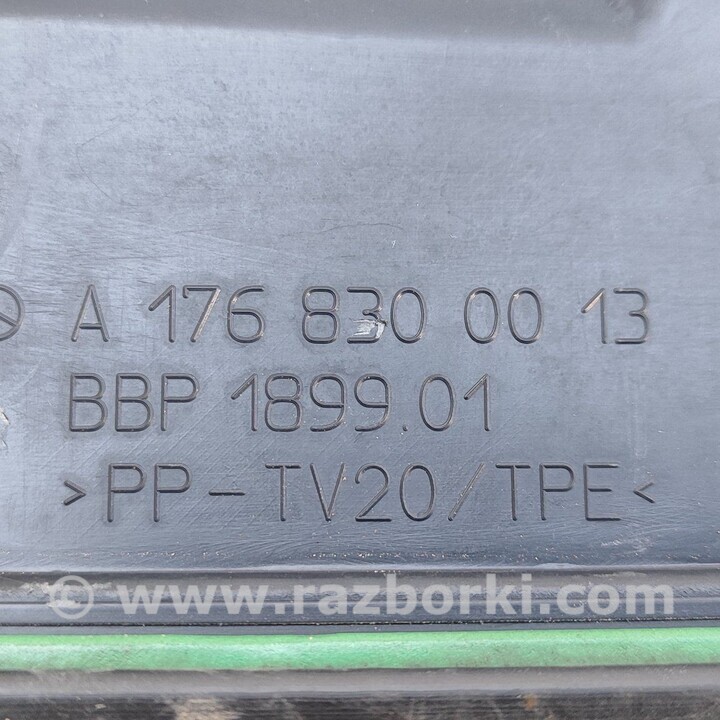 A 176 830 00 13
BBP 1899.01
>PP-TV20/TPE<
© www.razborki.com